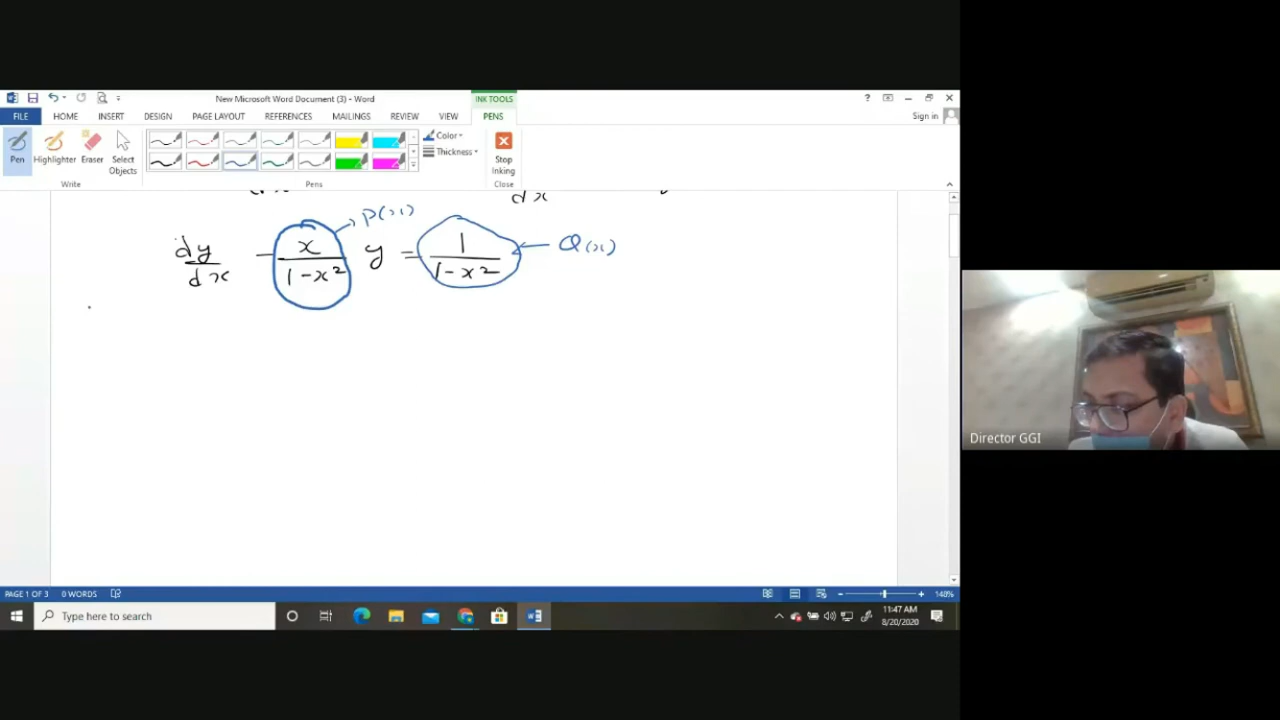 New Microsoft Word Document (3) - Word
INK TOOLS
?
FILE HOME INSERT DESIGN PAGE LAYOUT REFERENCES MAILINGS REVIEW VIEW PENS Sign in
Pen Highlighter Eraser Select Objects
Color
Thickness
Stop Inking
Write Pens Close
dx
P(x)
dy/dx - x/(1-x²) y = 1/(1-x²) Q(x)
Director GGI
PAGE 1 OF 3 0 WORDS 148%
Type here to search
11:47 AM
8/20/2020